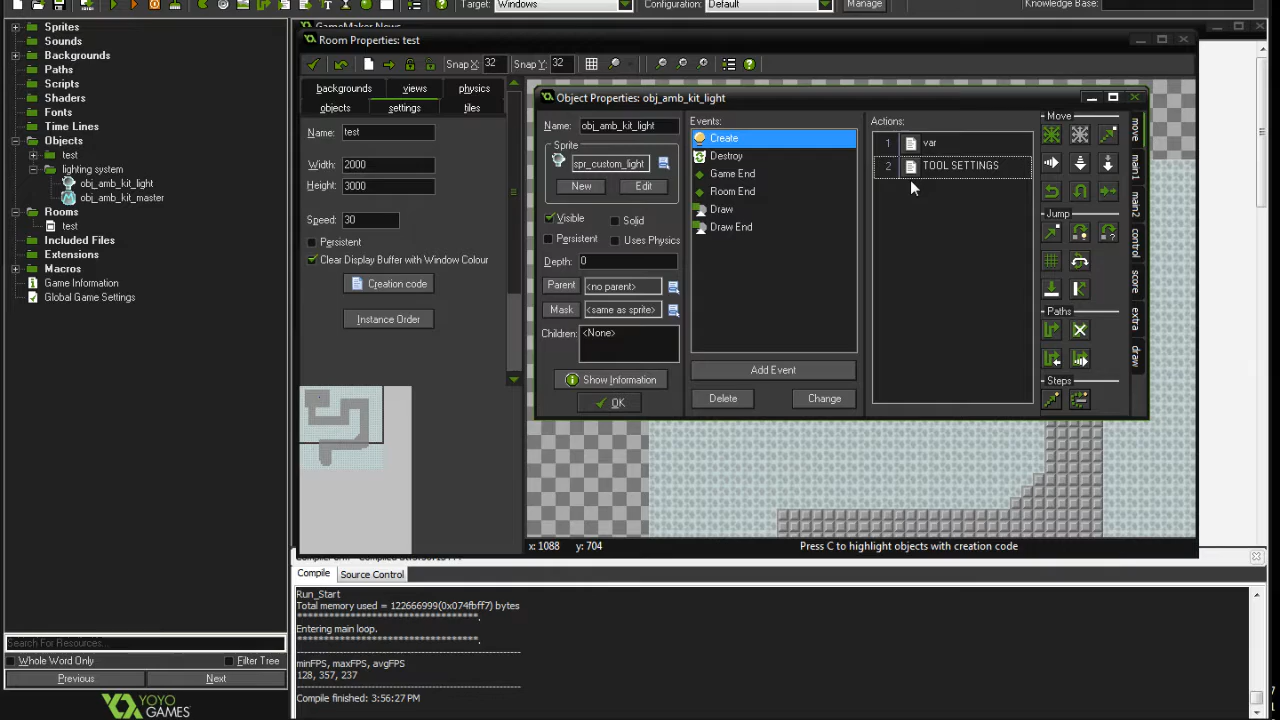 Target: Windows
Configuration: Default
Manage
Knowledge Base:
Sprites
Sounds
Backgrounds
Paths
Scripts
Shaders
Fonts
Time Lines
Objects
test
lighting system
obj_amb_kit_light
obj_amb_kit_master
Rooms
test
Included Files
Extensions
Macros
Game Information
Global Game Settings
Search For Resources
Whole Word Only
Filter Tree
Previous
Next
YOYO
GAMES
GameMaker News
Room Properties: test
Snap X: 32
Snap Y: 32
backgrounds
views
physics
objects
settings
tiles
Name: test
Width: 2000
Height: 3000
Speed: 30
Persistent
Clear Display Buffer with Window Colour
Creation code
Instance Order
Object Properties: obj_amb_kit_light
Name: obj_amb_kit_light
Sprite
spr_custom_light
New
Edit
Visible
Solid
Persistent
Uses Physics
Depth: 0
Parent <no parent>
Mask <same as sprite>
Children: <None>
Show Information
OK
Events:
Create
Destroy
Game End
Room End
Draw
Draw End
Add Event
Delete
Change
Actions:
1 var
2 TOOL SETTINGS
Move
Jump
Paths
Steps
move
main1
main2
control
score
extra
draw
x: 1088 y: 704
Press C to highlight objects with creation code
Compile
Source Control
Run_Start
Total memory used = 122666999(0x074fbff7) bytes
**********************************.
Entering main loop.
**********************************.
minFPS, maxFPS, avgFPS
128, 357, 237
Compile finished: 3:56:27 PM